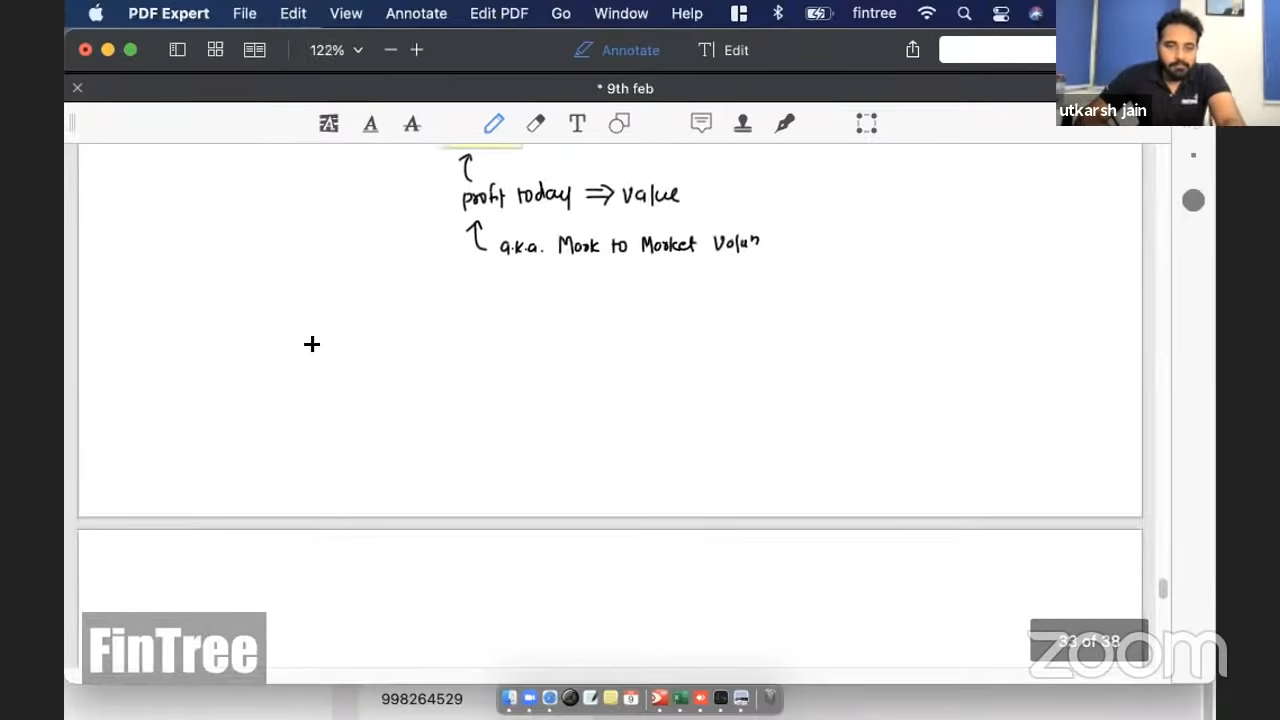 PDF Expert File Edit View Annotate Edit PDF Go Window Help fintree
122% Annotate T Edit
utkarsh jain
* 9th feb
profit today ⇒ value
a.k.a. Mark to Market Value
FinTree
33 of 38
zoom
998264529